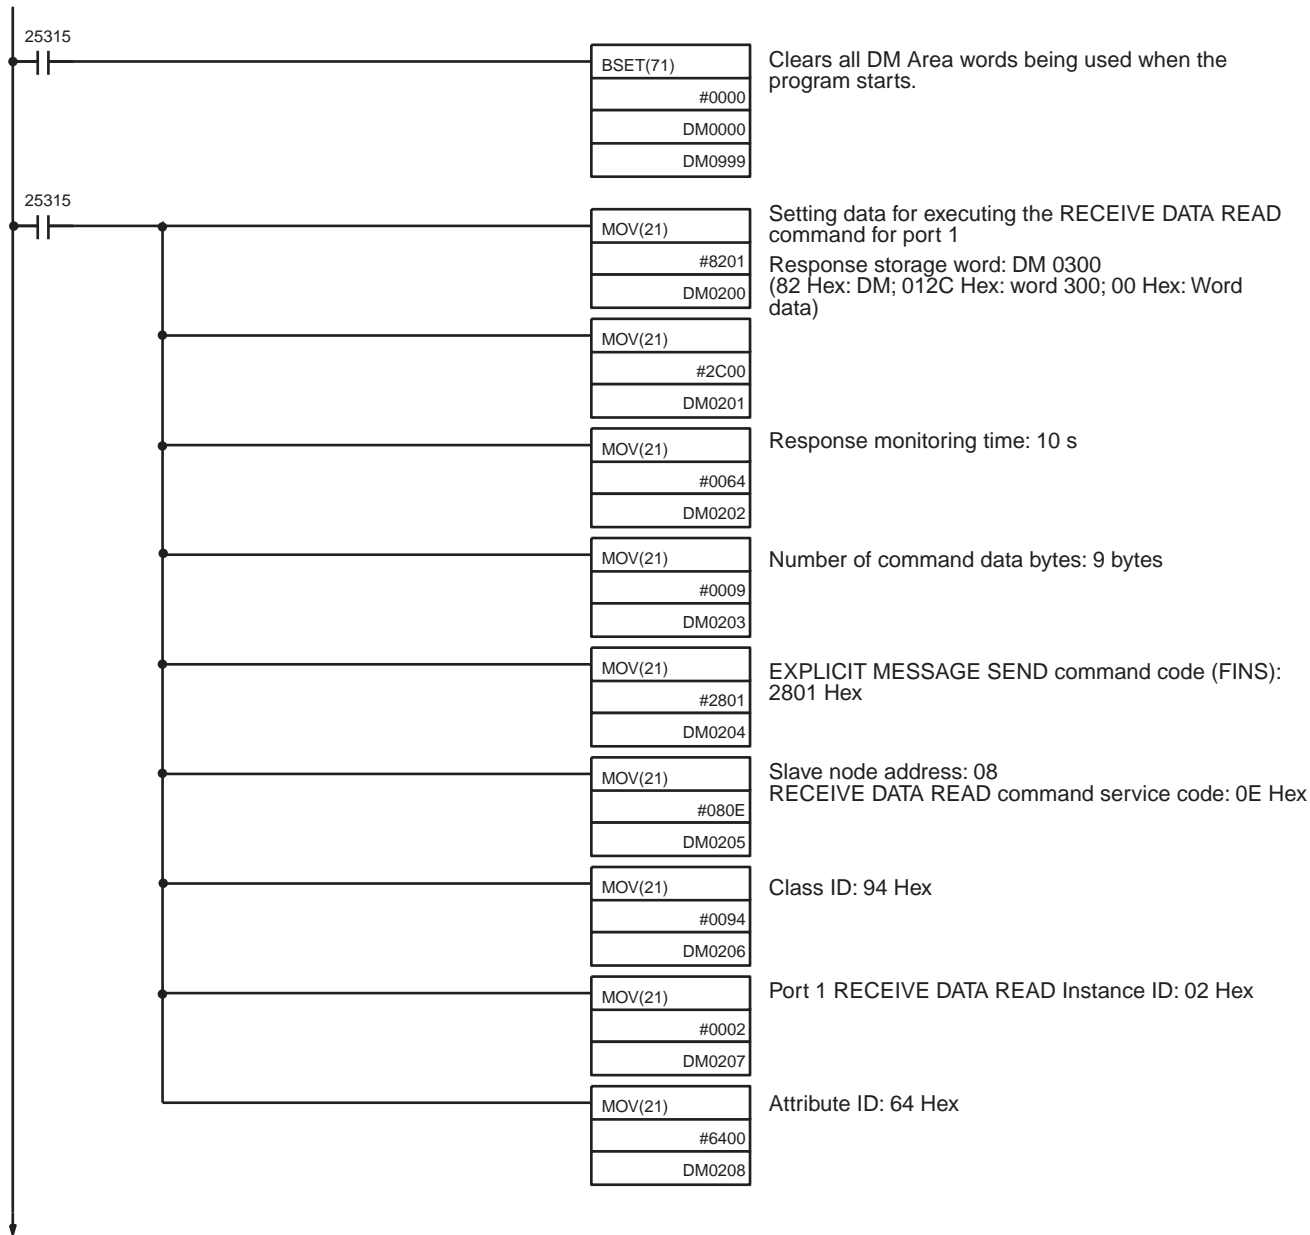 25315
BSET(71)
#0000
DM0000
DM0999
Clears all DM Area words being used when the
program starts.
25315
MOV(21)
#8201
DM0200
Setting data for executing the RECEIVE DATA READ
command for port 1
Response storage word: DM 0300
(82 Hex: DM; 012C Hex: word 300; 00 Hex: Word
data)
MOV(21)
#2C00
DM0201
MOV(21)
#0064
DM0202
Response monitoring time: 10 s
MOV(21)
#0009
DM0203
Number of command data bytes: 9 bytes
MOV(21)
#2801
DM0204
EXPLICIT MESSAGE SEND command code (FINS):
2801 Hex
MOV(21)
#080E
DM0205
Slave node address: 08
RECEIVE DATA READ command service code: 0E Hex
MOV(21)
#0094
DM0206
Class ID: 94 Hex
MOV(21)
#0002
DM0207
Port 1 RECEIVE DATA READ Instance ID: 02 Hex
MOV(21)
#6400
DM0208
Attribute ID: 64 Hex